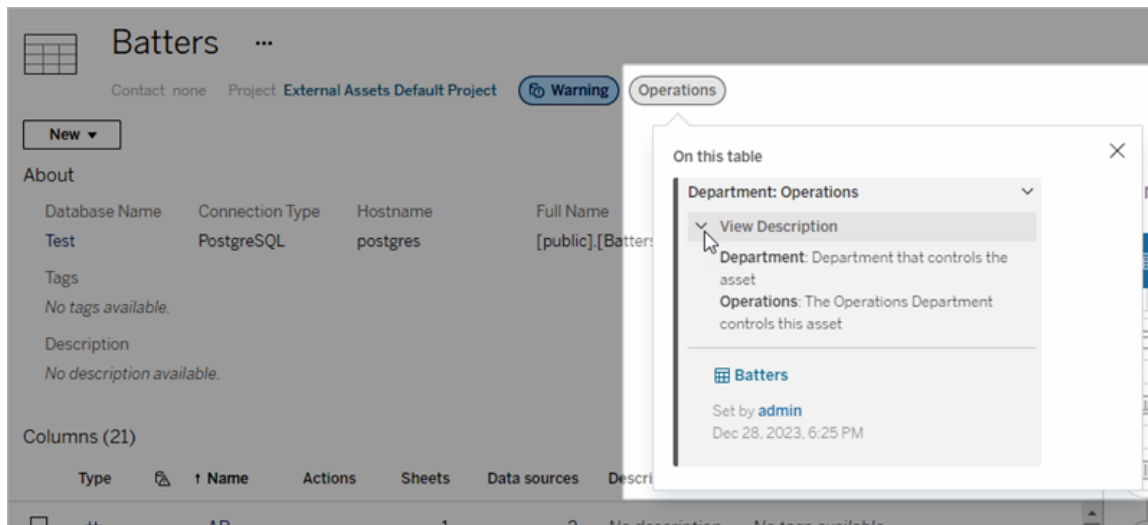 Batters ...
Contact none Project External Assets Default Project Warning Operations
New
About
Database Name Connection Type Hostname Full Name
Test PostgreSQL postgres [public].[Batters
Tags
No tags available.
Description
No description available.
Columns (21)
Type ↑ Name Actions Sheets Data sources Descri
On this table
Department: Operations
View Description
Department: Department that controls the
asset
Operations: The Operations Department
controls this asset
Batters
Set by admin
Dec 28, 2023, 6:25 PM